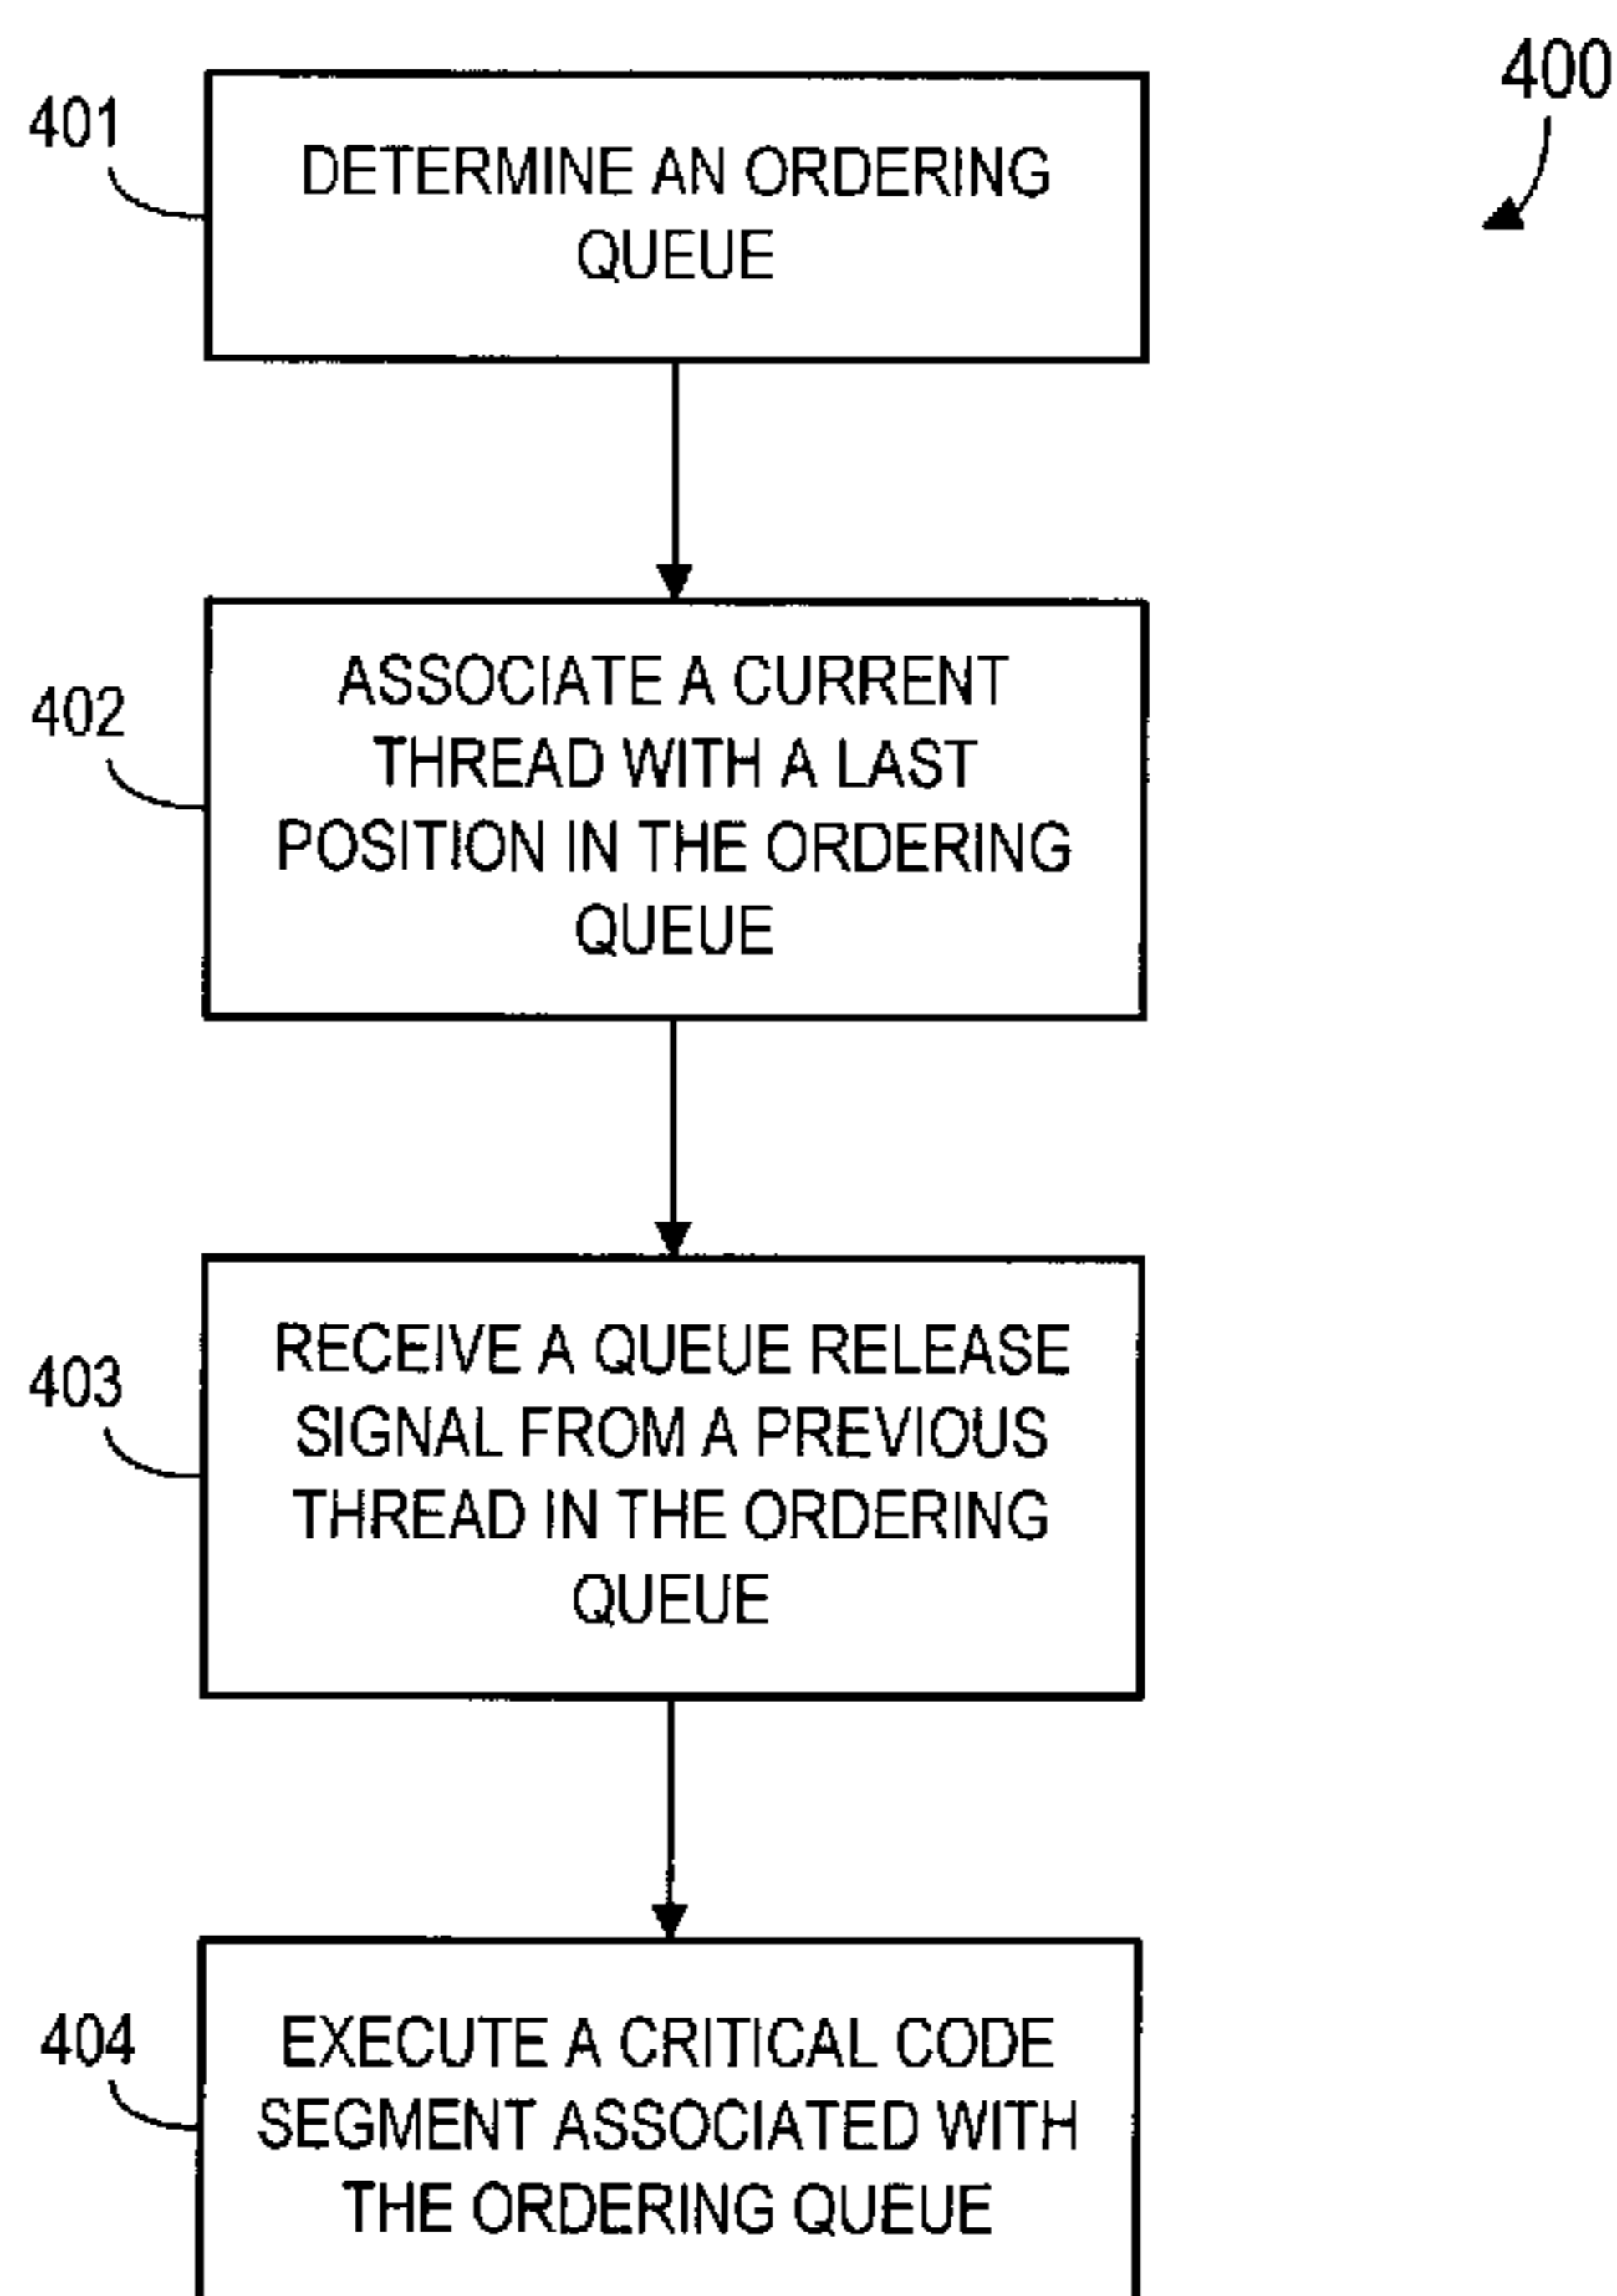 400
401
DETERMINE AN ORDERING
QUEUE
402
ASSOCIATE A CURRENT
THREAD WITH A LAST
POSITION IN THE ORDERING
QUEUE
403
RECEIVE A QUEUE RELEASE
SIGNAL FROM A PREVIOUS
THREAD IN THE ORDERING
QUEUE
404
EXECUTE A CRITICAL CODE
SEGMENT ASSOCIATED WITH
THE ORDERING QUEUE